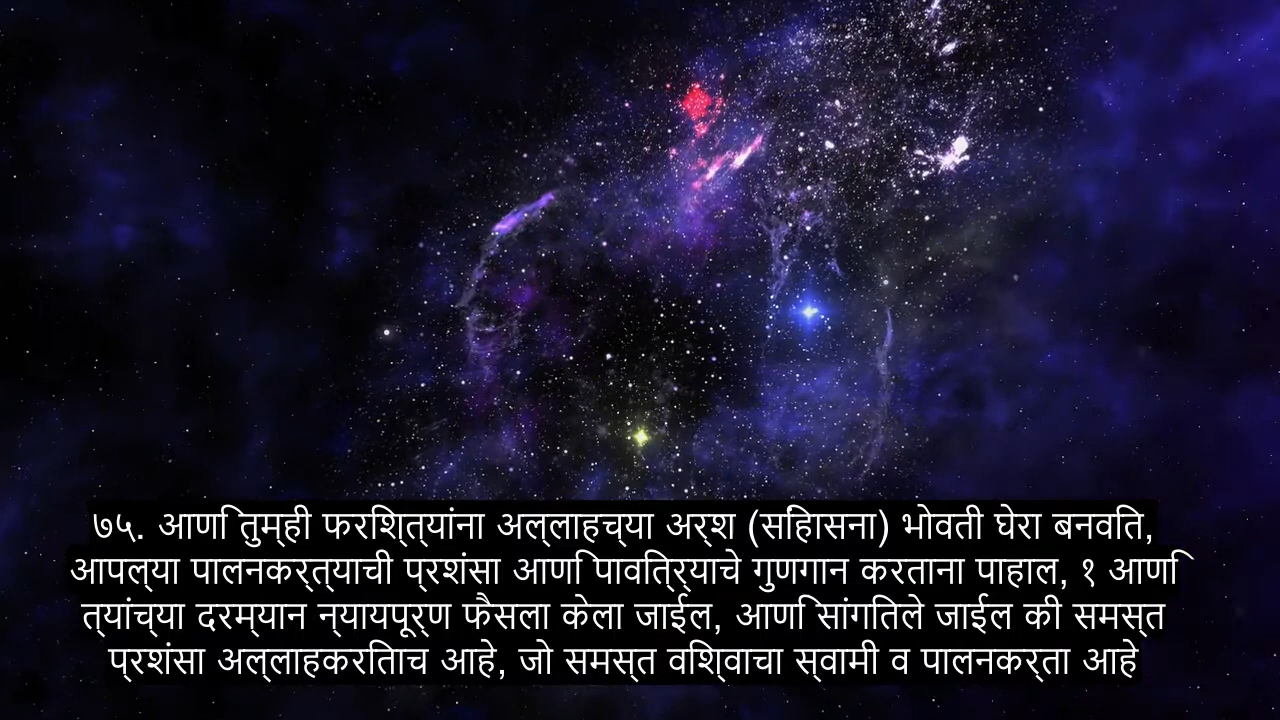 ७५. आणि तुम्ही फरिश्त्यांना अल्लाहच्या अर्श (सिंहासना) भोवती घेरा बनवित,
आपल्या पालनकर्त्याची प्रशंसा आणि पावित्र्याचे गुणगान करताना पाहाल, १ आणि
त्यांच्या दरम्यान न्यायपूर्ण फैसला केला जाईल, आणि सांगितले जाईल की समस्त
प्रशंसा अल्लाहकरिताच आहे, जो समस्त विश्वाचा स्वामी व पालनकर्ता आहे